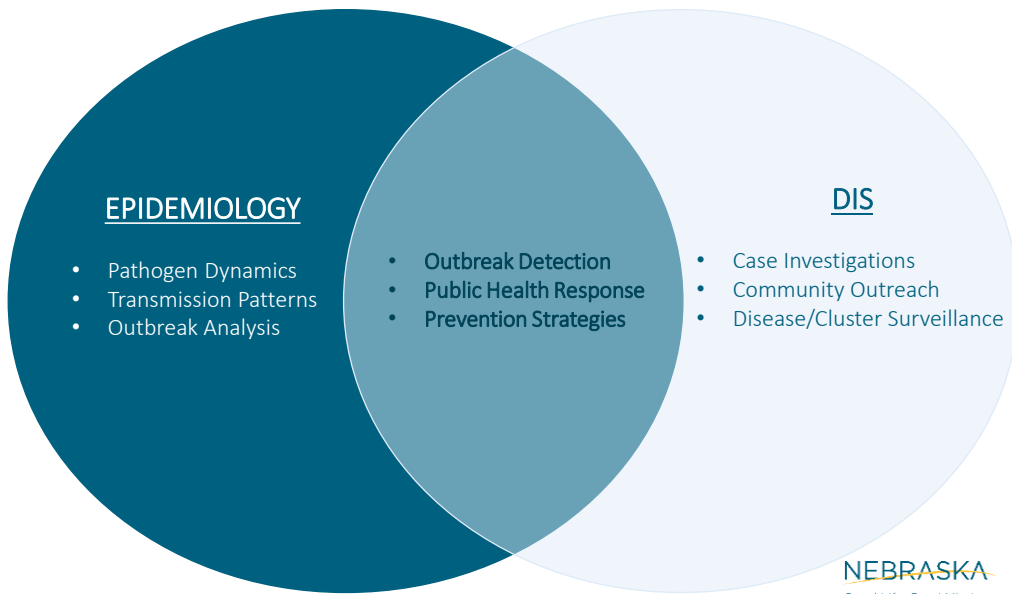 EPIDEMIOLOGY
• Pathogen Dynamics
• Transmission Patterns
• Outbreak Analysis
• Outbreak Detection
• Public Health Response
• Prevention Strategies
DIS
• Case Investigations
• Community Outreach
• Disease/Cluster Surveillance
NEBRASKA